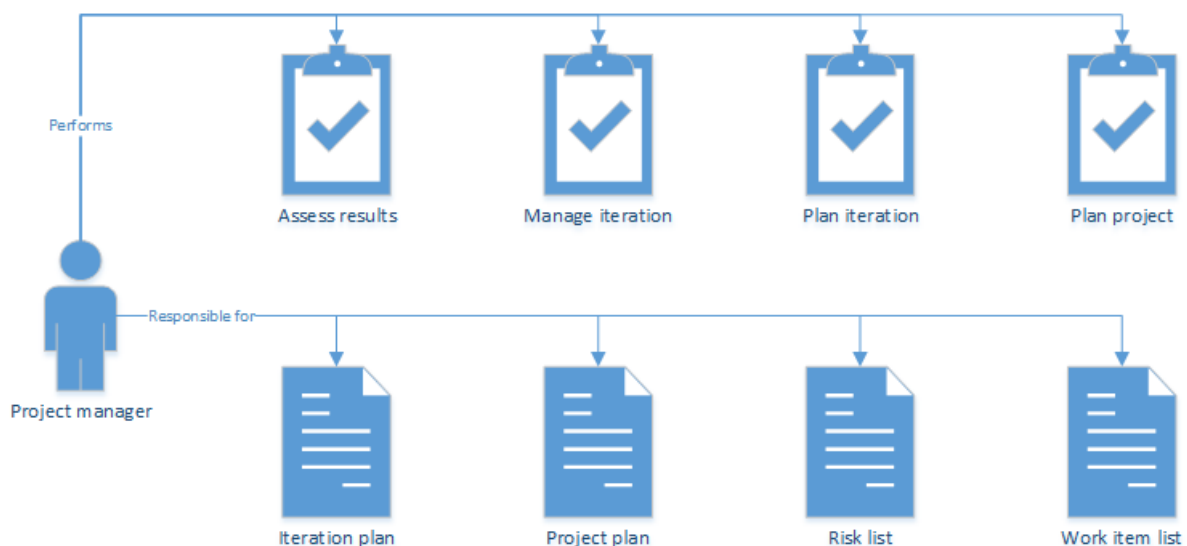 Performs
Assess results
Manage iteration
Plan iteration
Plan project
Responsible for
Project manager
Iteration plan
Project plan
Risk list
Work item list